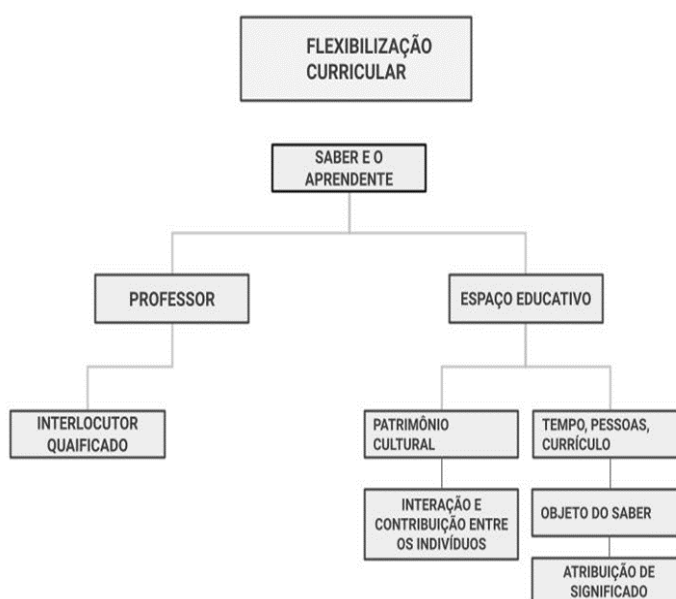 FLEXIBILIZAÇÃO
CURRICULAR
SABER E O
APRENDENTE
PROFESSOR
ESPAÇO EDUCATIVO
INTERLOCUTOR
QUAIFICADO
PATRIMÔNIO
CULTURAL
TEMPO, PESSOAS,
CURRÍCULO
INTERAÇÃO E
CONTRIBUIÇÃO ENTRE
OS INDIVÍDUOS
OBJETO DO SABER
ATRIBUIÇÃO DE
SIGNIFICADO